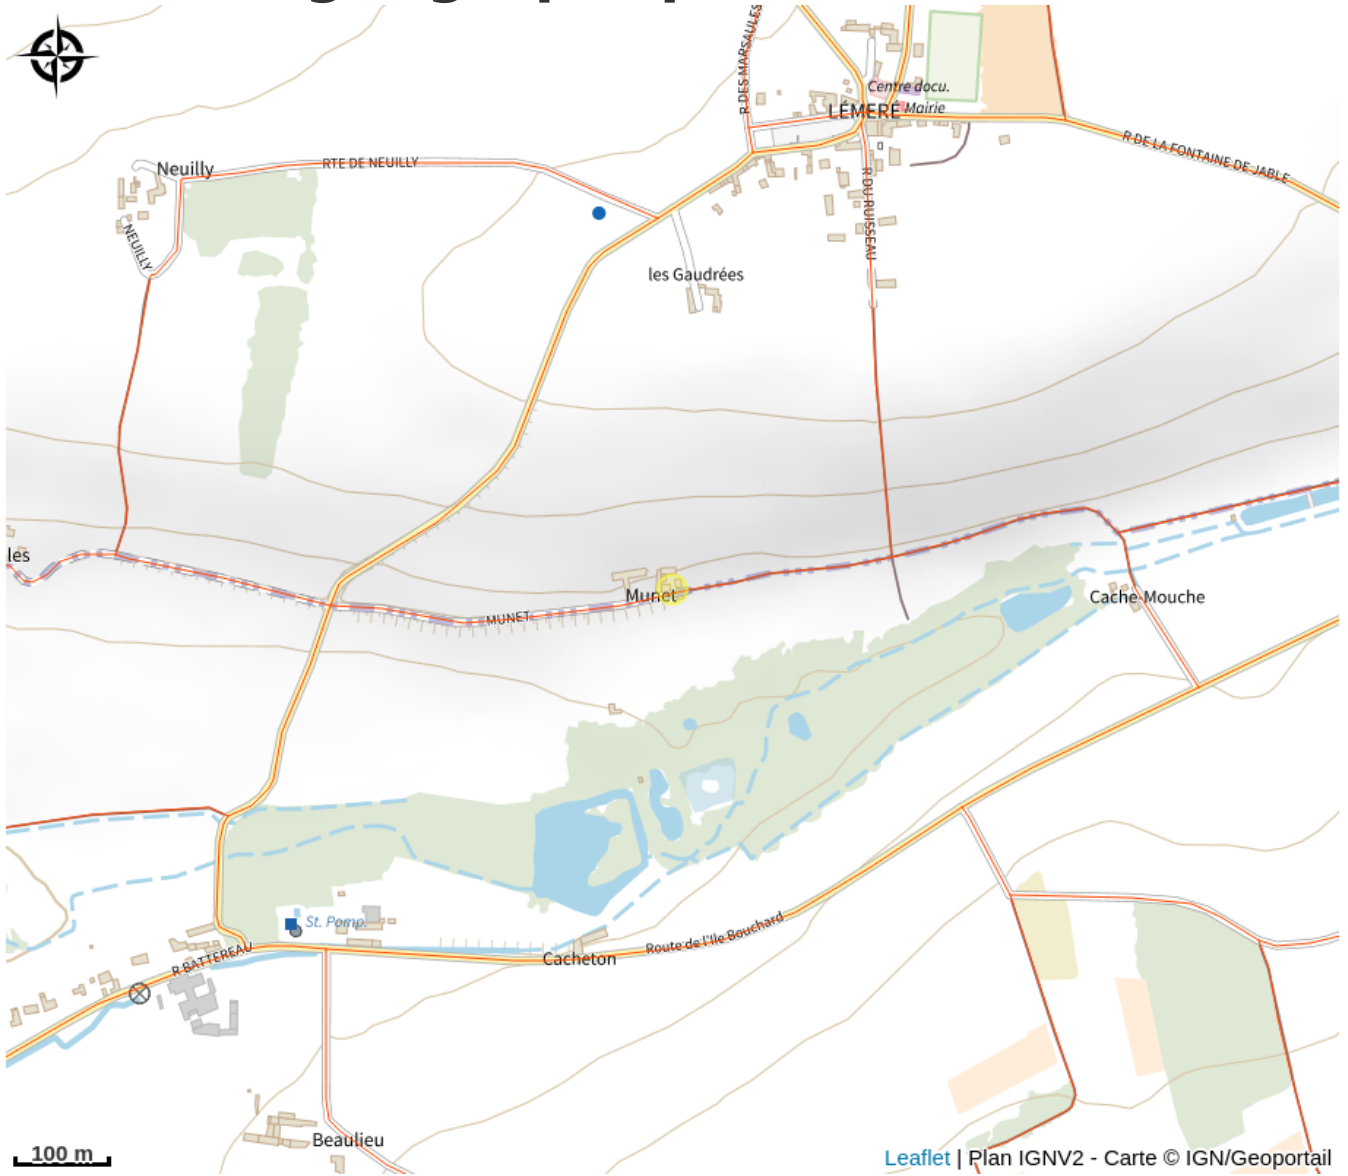 R DES MARSAULES
Centre docu.
LÉMERÉ Mairie
R DE LA FONTAINE DE JABLE
Neuilly
RTE DE NEUILLY
R DU RUISSEAU
NEUILLY
les Gaudrées
les
Munet
MUNET
Cache Mouche
St. Pomp.
R BATTEREAU
Cacheton
Route de l'Ile Bouchard
Beaulieu
100 m
Leaflet | Plan IGNV2 - Carte © IGN/Geoportail